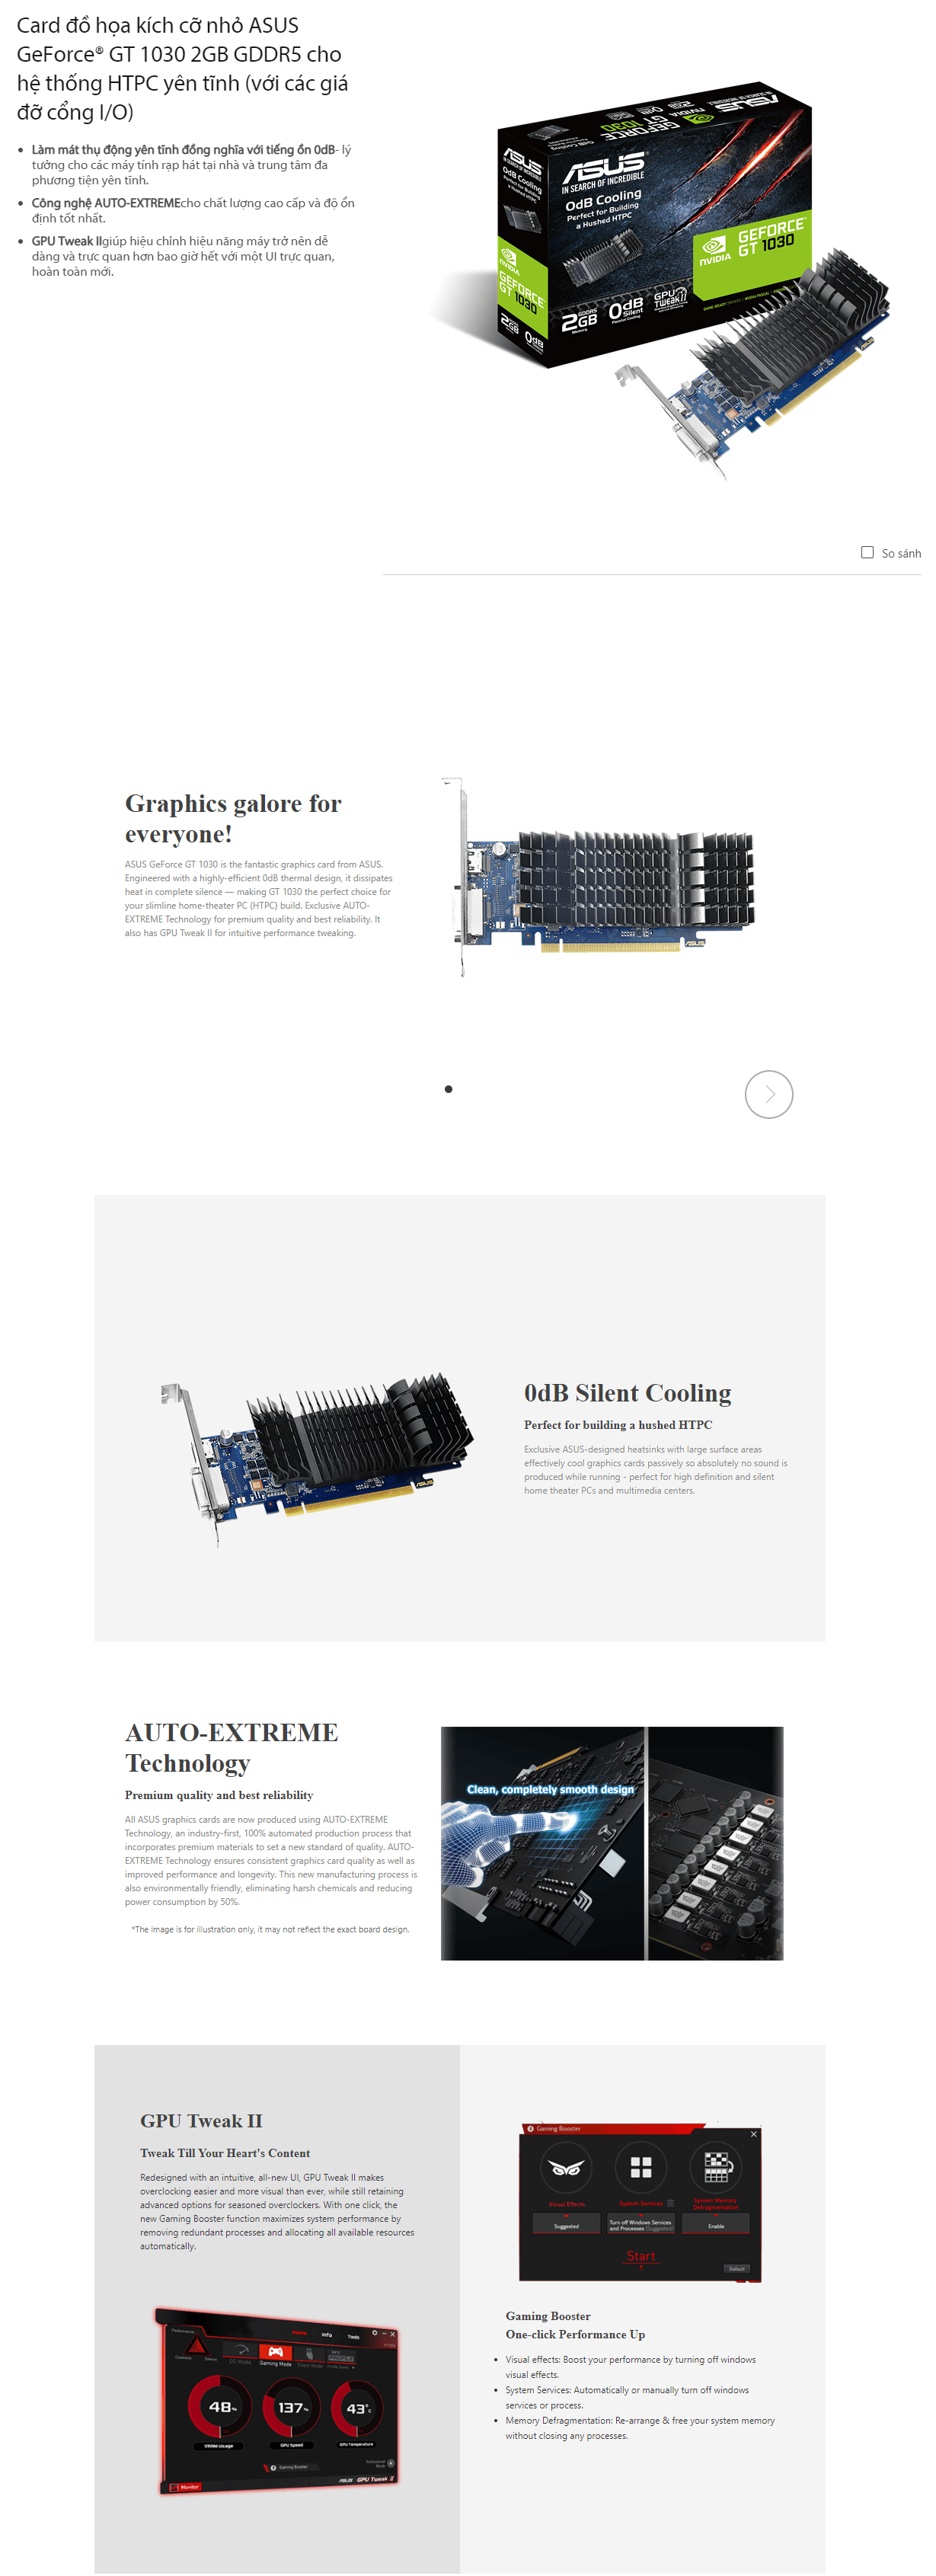 Card đồ họa kích cỡ nhỏ ASUS
GeForce® GT 1030 2GB GDDR5 cho
hệ thống HTPC yên tĩnh (với các giá
đỡ cổng I/O)
• Làm mát thụ động yên tĩnh đồng nghĩa với tiếng ồn 0dB- lý
tưởng cho các máy tính rạp hát tại nhà và trung tâm đa
phương tiện yên tĩnh.
• Công nghệ AUTO-EXTREMEcho chất lượng cao cấp và độ ổn
định tốt nhất.
• GPU Tweak IIgiúp hiệu chỉnh hiệu năng máy trở nên dễ
dàng và trực quan hơn bao giờ hết với một UI trực quan,
hoàn toàn mới.
ASUS
IN SEARCH OF INCREDIBLE
0dB Cooling
Perfect for Building
a Hushed HTPC
NVIDIA
GEFORCE
GT 1030
2GB GDDR5
Memory
0dB Silent
GPU Tweak II
So sánh
Graphics galore for
everyone!
ASUS GeForce GT 1030 is the fantastic graphics card from ASUS.
Engineered with a highly-efficient 0dB thermal design, it dissipates
heat in complete silence — making GT 1030 the perfect choice for
your slimline home-theater PC (HTPC) build. Exclusive AUTO-
EXTREME Technology for premium quality and best reliability. It
also has GPU Tweak II for intuitive performance tweaking.
0dB Silent Cooling
Perfect for building a hushed HTPC
Exclusive ASUS-designed heatsinks with large surface areas
effectively cool graphics cards passively so absolutely no sound is
produced while running - perfect for high definition and silent
home theater PCs and multimedia centers.
AUTO-EXTREME
Technology
Premium quality and best reliability
All ASUS graphics cards are now produced using AUTO-EXTREME
Technology, an industry-first, 100% automated production process that
incorporates premium materials to set a new standard of quality. AUTO-
EXTREME Technology ensures consistent graphics card quality as well as
improved performance and longevity. This new manufacturing process is
also environmentally friendly, eliminating harsh chemicals and reducing
power consumption by 50%.
*The image is for illustration only, it may not reflect the exact board design.
Clean, completely smooth design
GPU Tweak II
Tweak Till Your Heart's Content
Redesigned with an intuitive, all-new UI, GPU Tweak II makes
overclocking easier and more visual than ever, while still retaining
advanced options for seasoned overclockers. With one click, the
new Gaming Booster function maximizes system performance by
removing redundant processes and allocating all available resources
automatically.
Home Info Tools
OC Mode Gaming Mode Silent Mode
48%
137%
43°C
VRAM Usage
GPU Speed
GPU Temperature
Gaming Booster
Professional Mode
Monitor
ASUS GPU Tweak II
Gaming Booster
Visual Effects
System Services
System Memory
Defragmentation
Suggested
Turn off Windows Services
and Processes (Suggested)
Enable
Start
Default
Gaming Booster
One-click Performance Up
• Visual effects: Boost your performance by turning off windows
visual effects.
• System Services: Automatically or manually turn off windows
services or process.
• Memory Defragmentation: Re-arrange & free your system memory
without closing any processes.